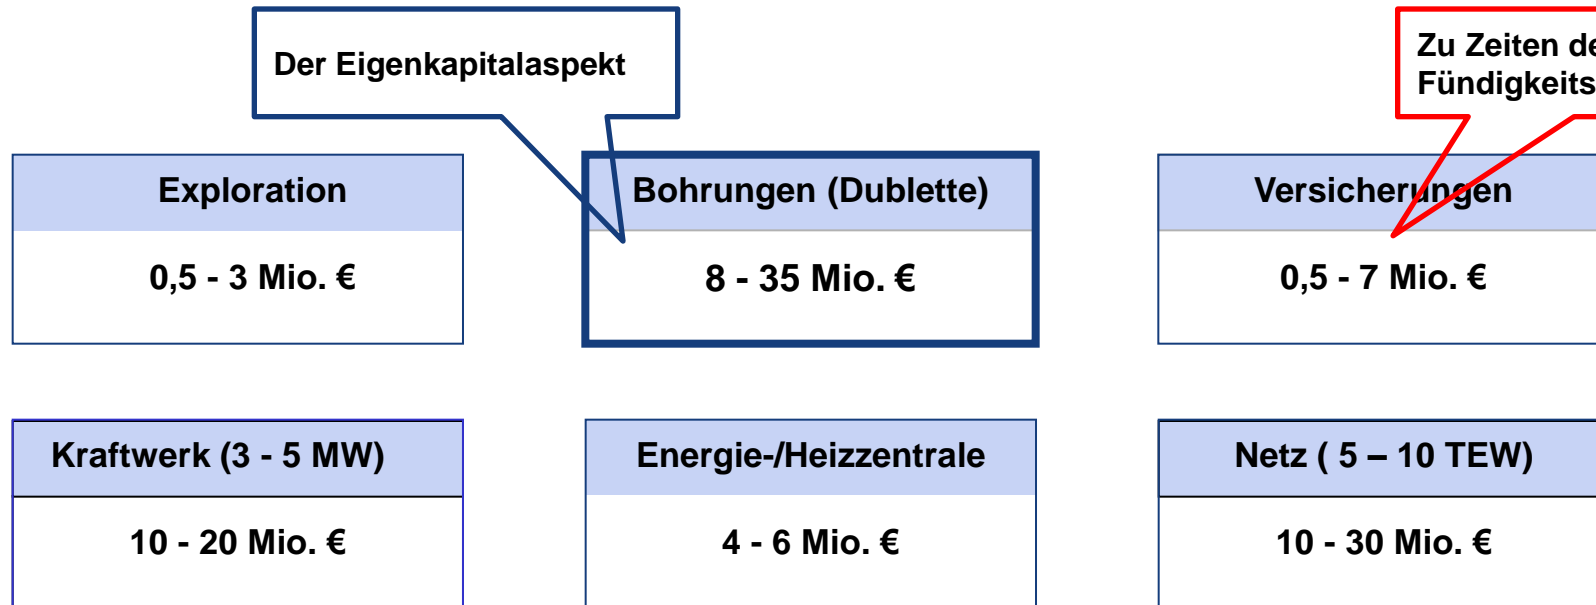 Der Eigenkapitalaspekt
Zu Zeiten
Exploration
Bohrungen (Dublette)
Versicherungen
0,5 - 3 Mio. €
8 - 35 Mio. €
0,5 - 7 Mio. €
Kraftwerk (3 - 5 MW)
Energie-/Heizzentrale
Netz ( 5 – 10 TEW)
10 - 20 Mio. €
4 - 6 Mio. €
10 - 30 Mio. €